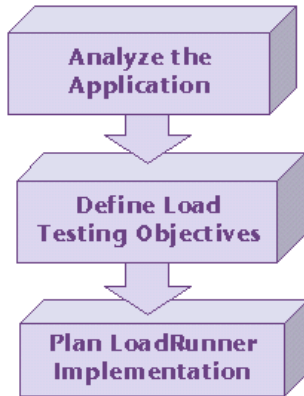 Analyze the
Application
Define Load
Testing Objectives
Plan LoadRunner
Implementation